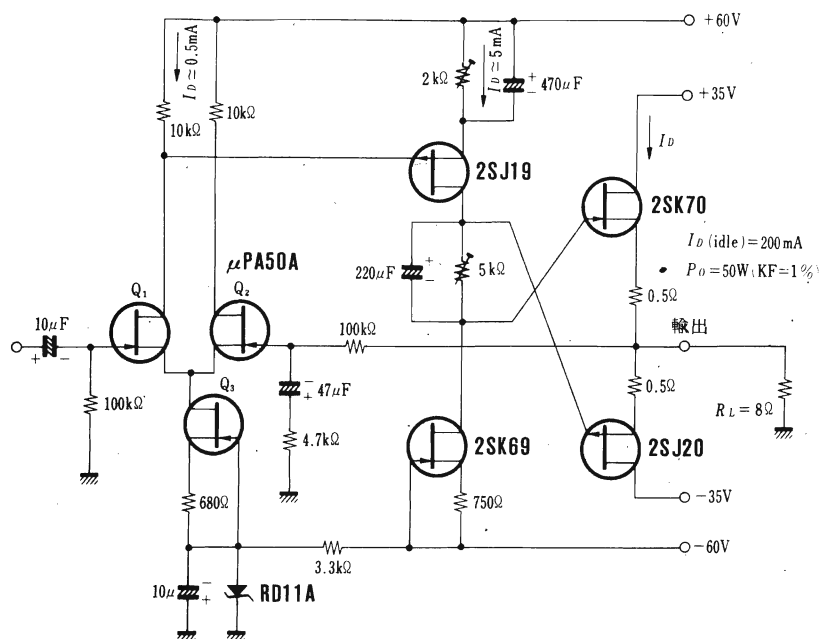 +60V
I_D≃0.5mA
I_D≃5mA
2kΩ
+
−
470μF
+35V
10kΩ
10kΩ
I_D
2SJ19
2SK70
I_D (idle)=200mA
• P_O=50W (KF=1%)
μPA50A
220μF
+
−
5kΩ
0.5Ω
Q₁
Q₂
10μF
100kΩ
輸出
+ −
Q₃
−
+
47μF
0.5Ω
100kΩ
R_L=8Ω
4.7kΩ
2SK69
2SJ20
680Ω
750Ω
−35V
−60V
3.3kΩ
10μ
−
+
RD11A